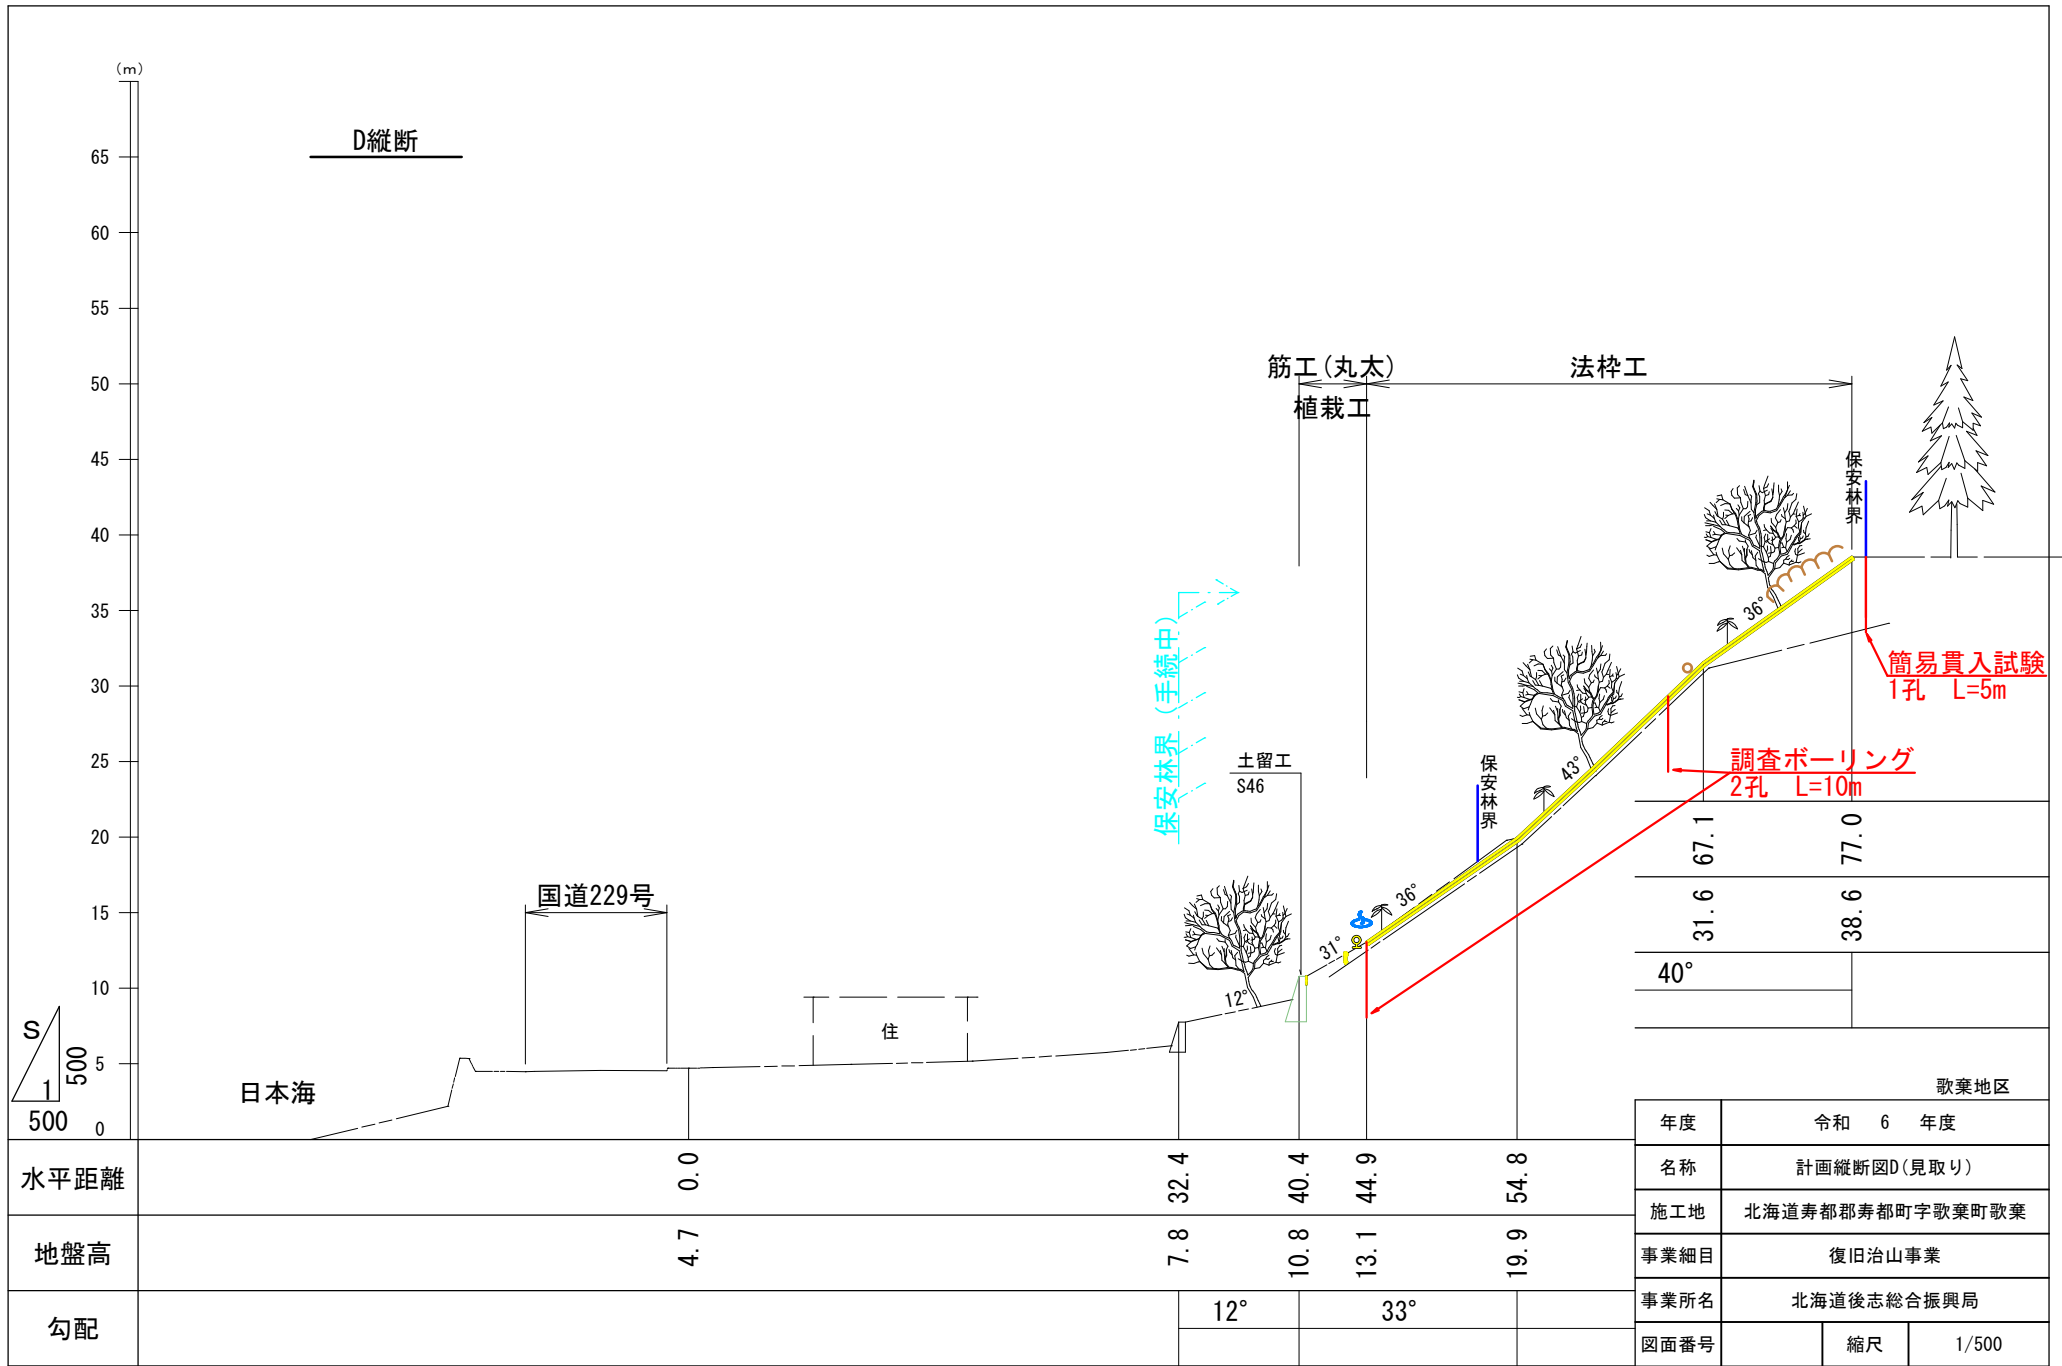 (m)
D縦断
65
60
55
50
45
40
35
30
25
20
15
10
5
0
筋工(丸太)
植栽工
法枠工
保安林界
保安林界(手続中)
36°
簡易貫入試験
1孔 L=5m
土留工
S46
保安林界
43°
調査ボーリング
2孔 L=10m
国道229号
36°
31°
12°
住
日本海
S
1
500
500
67.1
77.0
31.6
38.6
40°
水平距離
0.0
32.4
40.4
44.9
54.8
地盤高
4.7
7.8
10.8
13.1
19.9
勾配
12°
33°
歌棄地区
年度
令和 6 年度
名称
計画縦断図D(見取り)
施工地
北海道寿都郡寿都町字歌棄町歌棄
事業細目
復旧治山事業
事業所名
北海道後志総合振興局
図面番号
縮尺
1/500